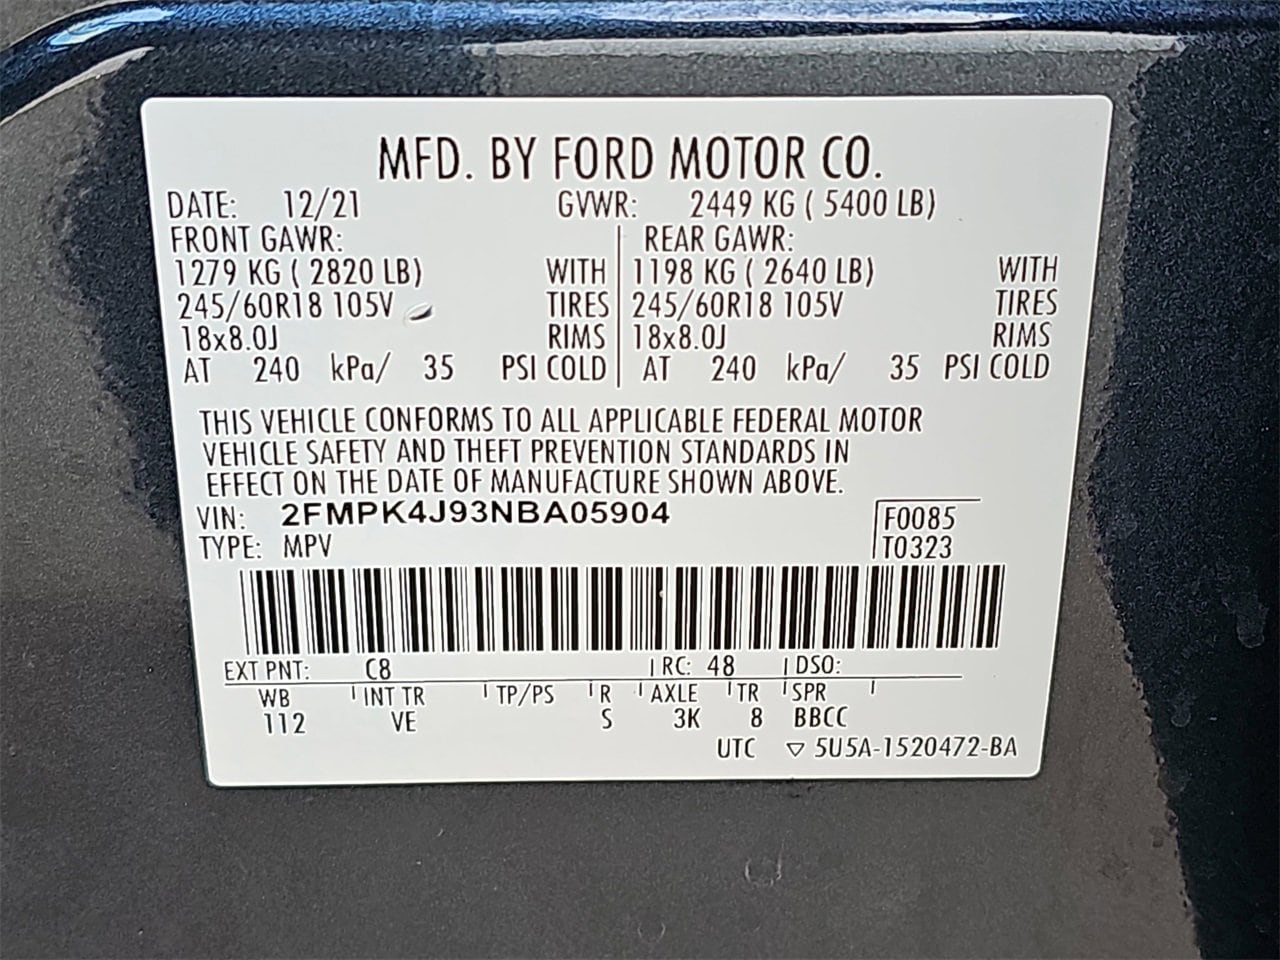 MFD. BY FORD MOTOR CO.
DATE: 12/21 GVWR: 2449 KG ( 5400 LB)
FRONT GAWR: REAR GAWR:
1279 KG ( 2820 LB) WITH 1198 KG ( 2640 LB) WITH
245/60R18 105V TIRES 245/60R18 105V TIRES
18x8.0J RIMS 18x8.0J RIMS
AT 240 kPa/ 35 PSI COLD AT 240 kPa/ 35 PSI COLD
THIS VEHICLE CONFORMS TO ALL APPLICABLE FEDERAL MOTOR
VEHICLE SAFETY AND THEFT PREVENTION STANDARDS IN
EFFECT ON THE DATE OF MANUFACTURE SHOWN ABOVE.
VIN: 2FMPK4J93NBA05904 F0085
TYPE: MPV T0323
EXT PNT: C8 RC: 48 DSO:
WB INT TR TP/PS R AXLE TR SPR
112 VE S 3K 8 BBCC
UTC ▽ 5U5A-1520472-BA